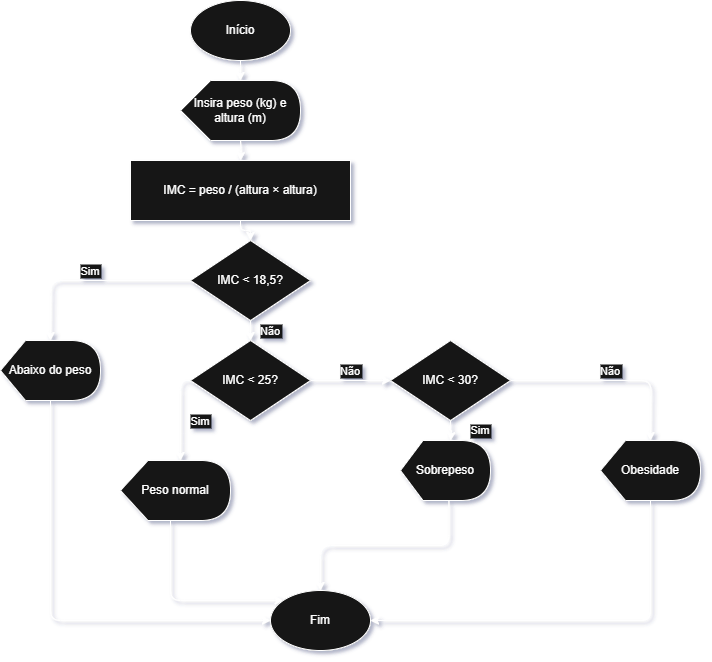 Início
Insira peso (kg) e
altura (m)
IMC = peso / (altura × altura)
IMC < 18,5?
Sim
Não
Abaixo do peso
IMC < 25?
Não
IMC < 30?
Não
Sim
Sim
Peso normal
Sobrepeso
Obesidade
Fim